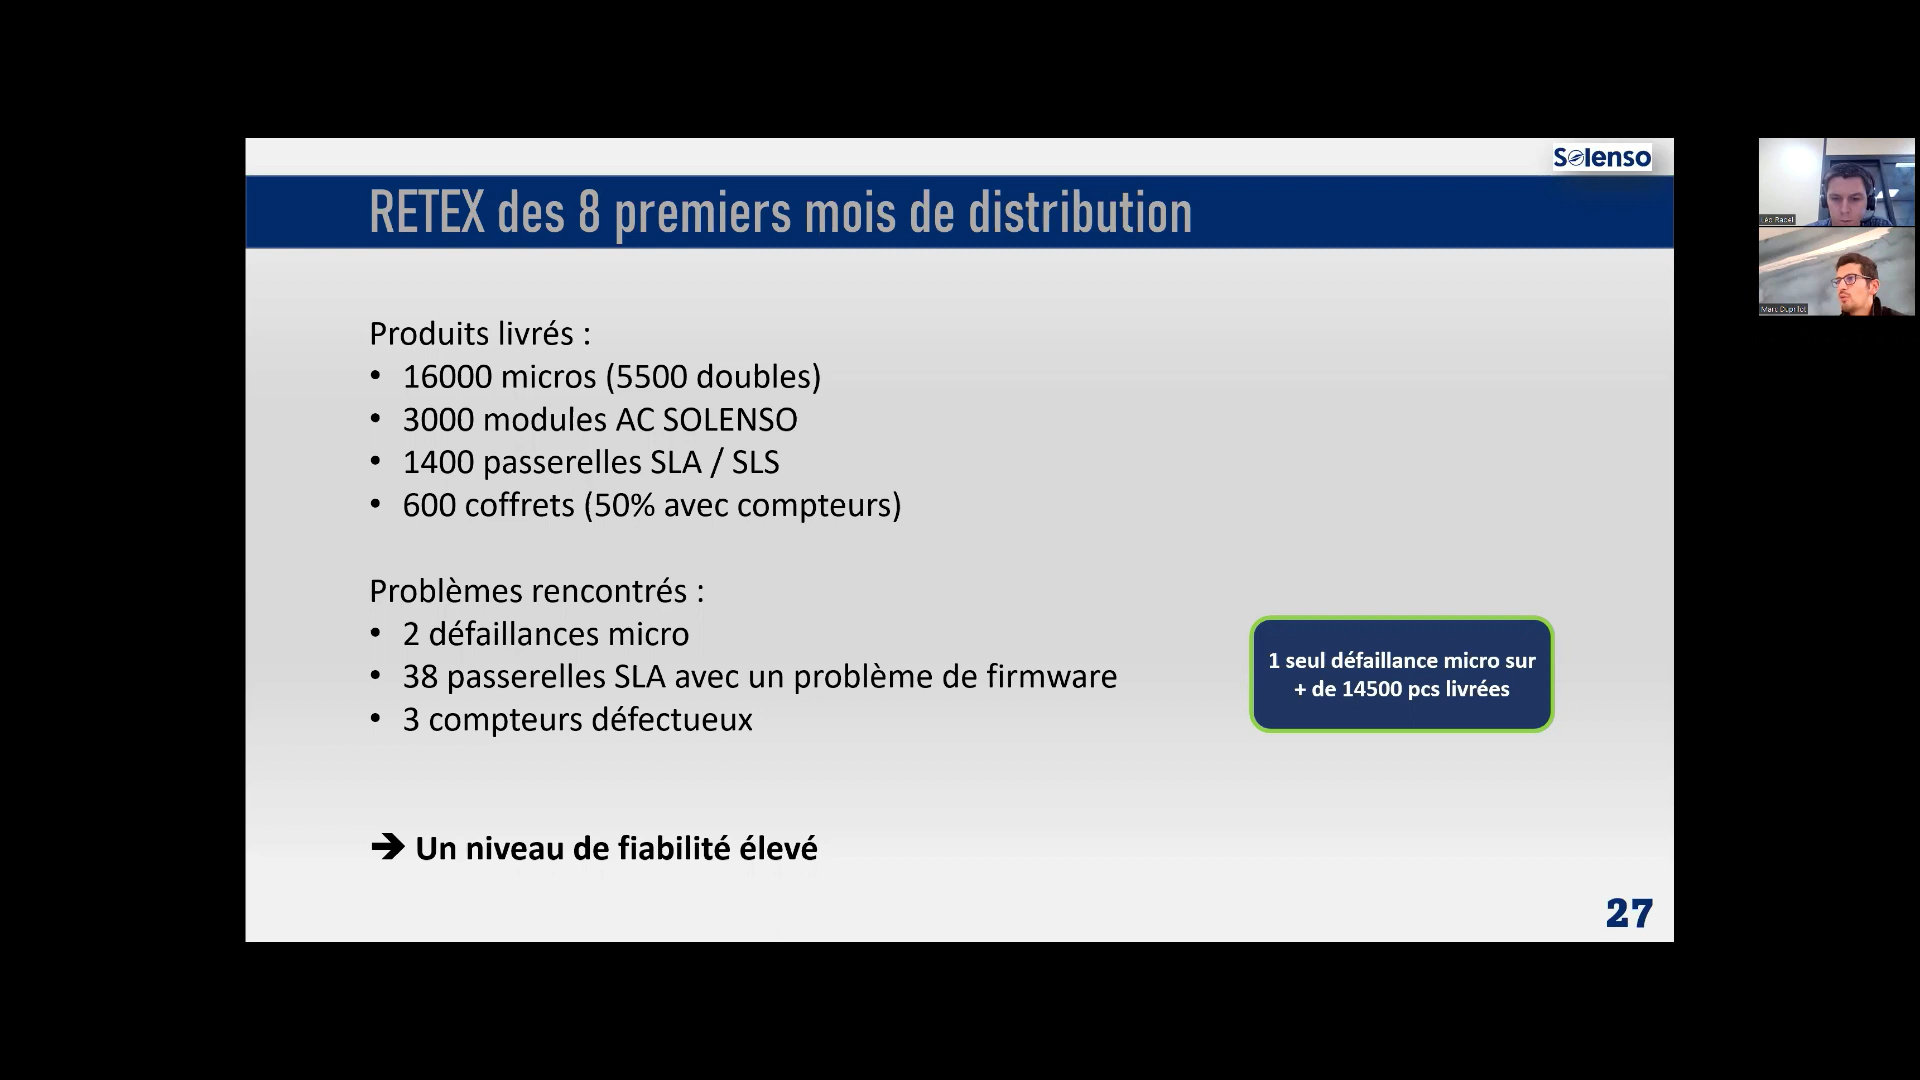 Solenso
RETEX des 8 premiers mois de distribution
Produits livrés :
• 16000 micros (5500 doubles)
• 3000 modules AC SOLENSO
• 1400 passerelles SLA / SLS
• 600 coffrets (50% avec compteurs)
Problèmes rencontrés :
• 2 défaillances micro
• 38 passerelles SLA avec un problème de firmware
• 3 compteurs défectueux
1 seul défaillance micro sur
+ de 14500 pcs livrées
➔ Un niveau de fiabilité élevé
27
Léo Racel
Marc